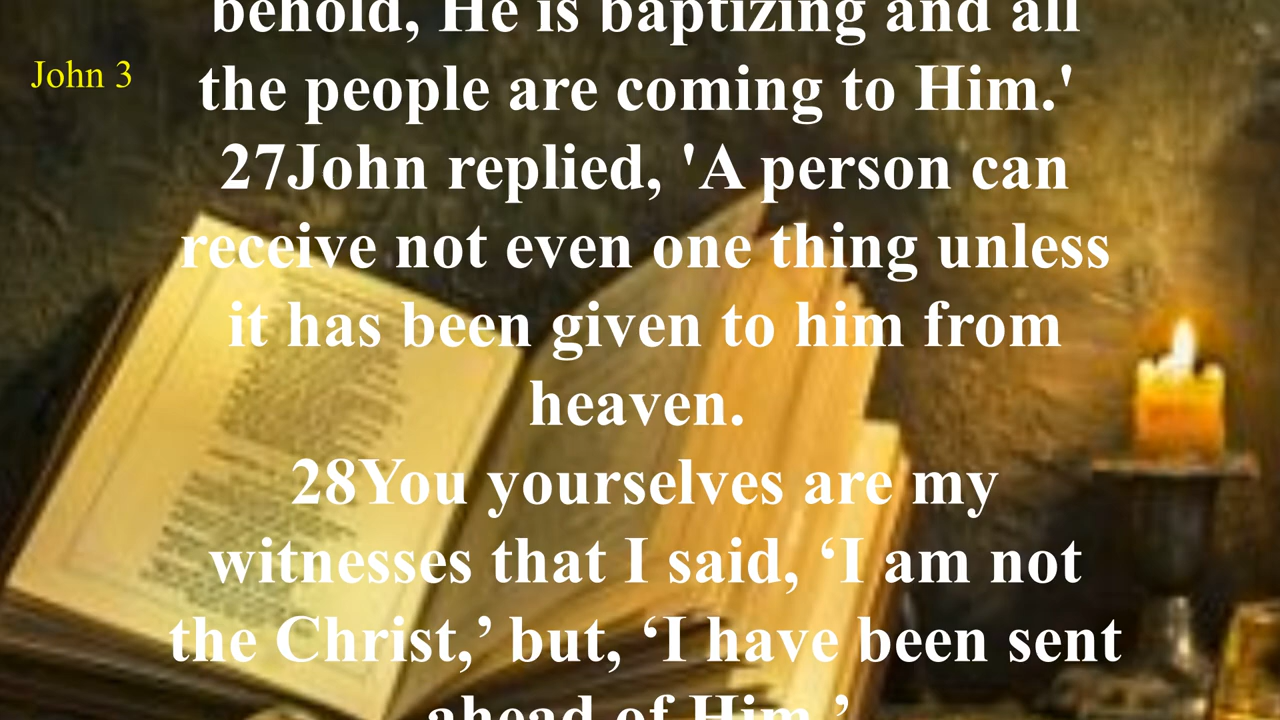 behold, He is baptizing and all
John 3
the people are coming to Him.'
27John replied, 'A person can
receive not even one thing unless
it has been given to him from
heaven.
28You yourselves are my
witnesses that I said, ‘I am not
the Christ,’ but, ‘I have been sent
ahead of Him.’